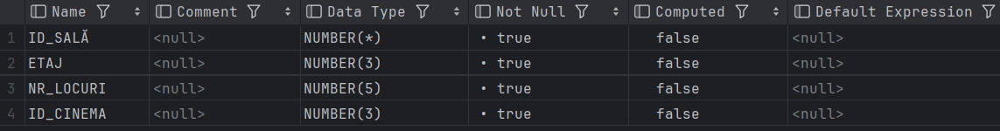 Name Comment Data Type Not Null Computed Default Expression
1 ID_SALĂ <null> NUMBER(*) • true false <null>
2 ETAJ <null> NUMBER(3) • true false <null>
3 NR_LOCURI <null> NUMBER(5) • true false <null>
4 ID_CINEMA <null> NUMBER(3) • true false <null>